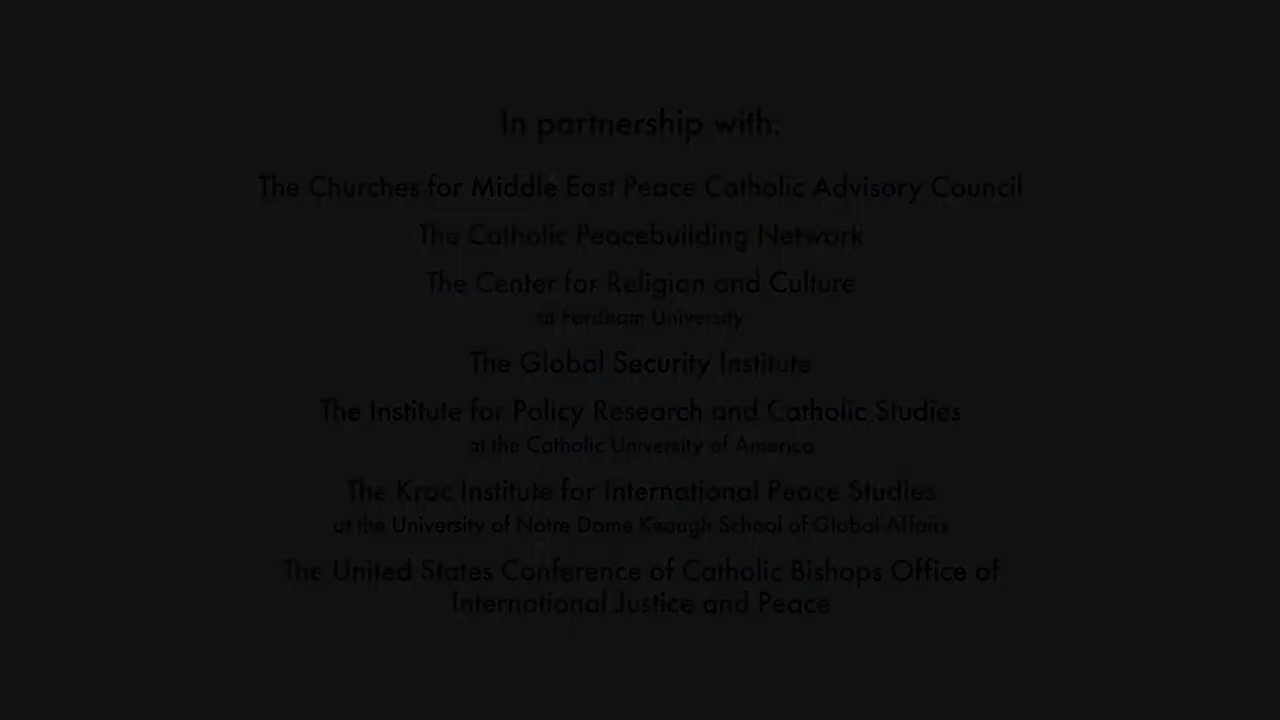 In partnership with:
The Churches for Middle East Peace Catholic Advisory Council
The Catholic Peacebuilding Network
The Center for Religion and Culture
at Fordham University
The Global Security Institute
The Institute for Policy Research and Catholic Studies
at the Catholic University of America
The Kroc Institute for International Peace Studies
at the University of Notre Dame Keough School of Global Affairs
The United States Conference of Catholic Bishops Office of
International Justice and Peace